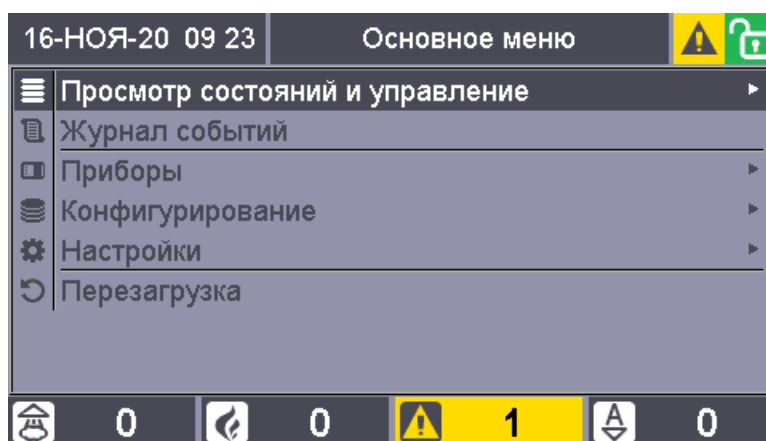 16-НОЯ-20 09 23 Основное меню
Просмотр состояний и управление
Журнал событий
Приборы
Конфигурирование
Настройки
Перезагрузка
0 0 1 A 0